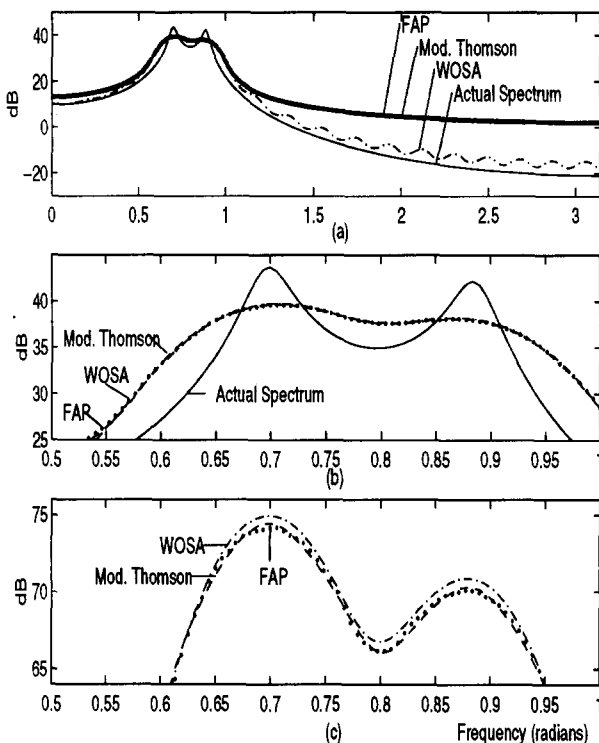 40
20
0
−20
dB
FAP
Mod. Thomson
WOSA
Actual Spectrum
0
0.5
1
1.5
2
2.5
3
(a)
40
35
30
25
dB
Mod. Thomson
WOSA
FAP
Actual Spectrum
0.5
0.55
0.6
0.65
0.7
0.75
0.8
0.85
0.9
0.95
1
(b)
75
70
65
dB
WOSA
Mod. Thomson
FAP
0.5
0.55
0.6
0.65
0.7
0.75
0.8
0.85
0.9
0.95
1
(c)
Frequency (radians)